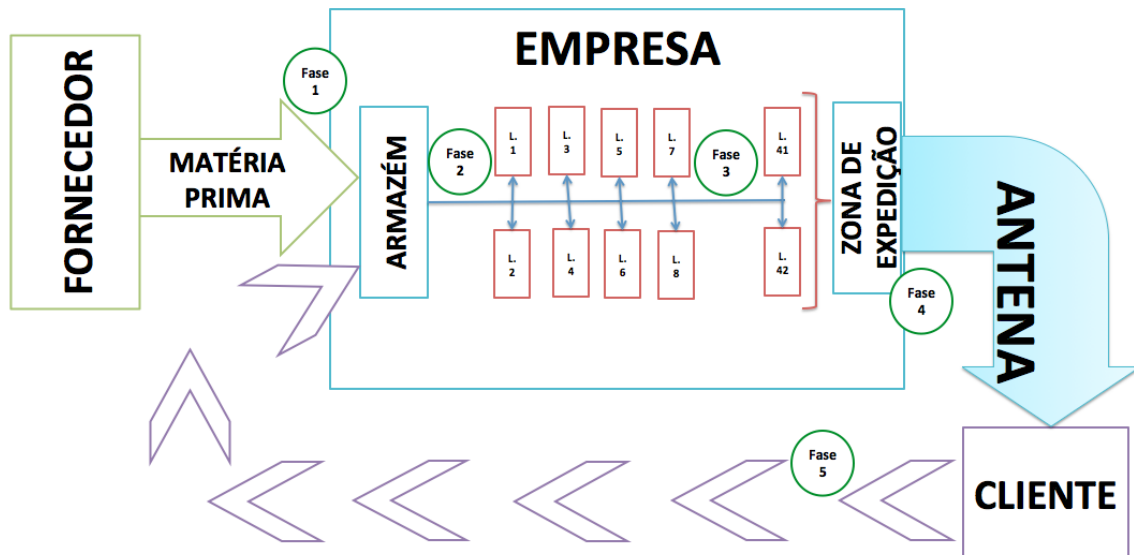 EMPRESA
FORNECEDOR
MATÉRIA
PRIMA
Fase
1
ARMAZÉM
Fase
2
L.
1
L.
3
L.
5
L.
7
Fase
3
L.
41
L.
2
L.
4
L.
6
L.
8
L.
42
ZONA DE
EXPEDIÇÃO
Fase
4
ANTENA
Fase
5
CLIENTE